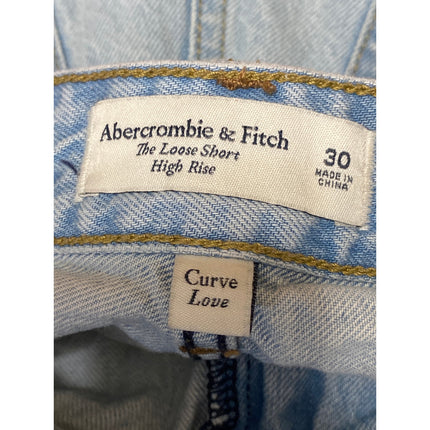 Abercrombie & Fitch
The Loose Short
High Rise
30
MADE IN
CHINA
Curve
Love